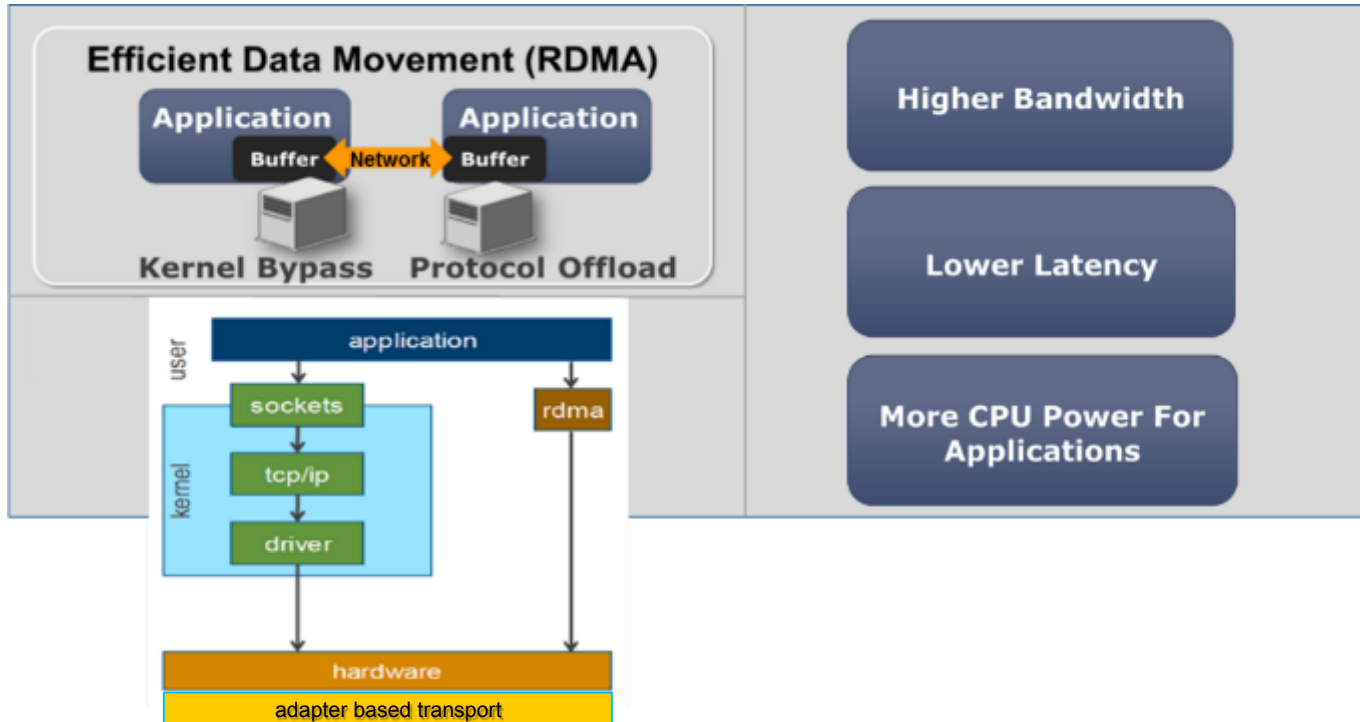 Efficient Data Movement (RDMA)
Application
Application
Buffer
Network
Buffer
Kernel Bypass
Protocol Offload
Higher Bandwidth
Lower Latency
More CPU Power For
Applications
user
application
sockets
rdma
kernel
tcp/ip
driver
hardware
adapter based transport